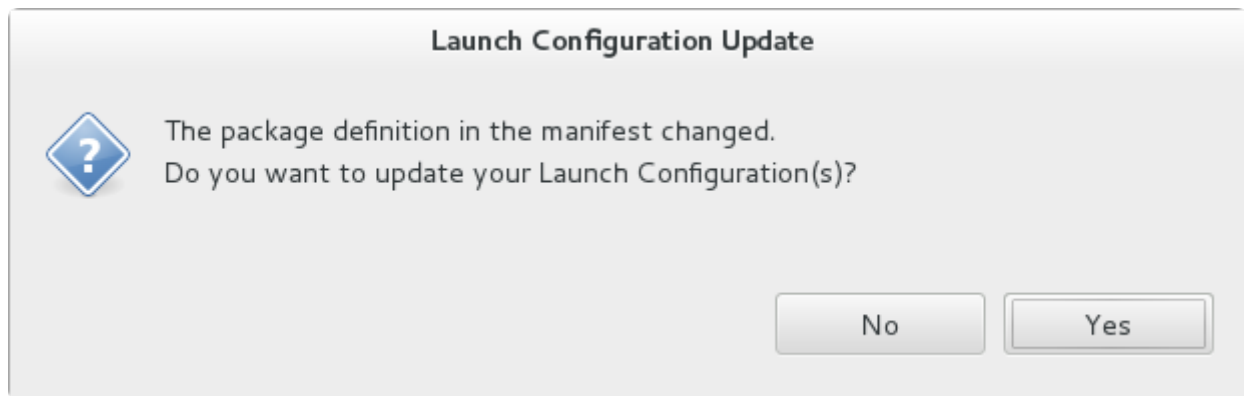 Launch Configuration Update
The package definition in the manifest changed.
Do you want to update your Launch Configuration(s)?
No
Yes